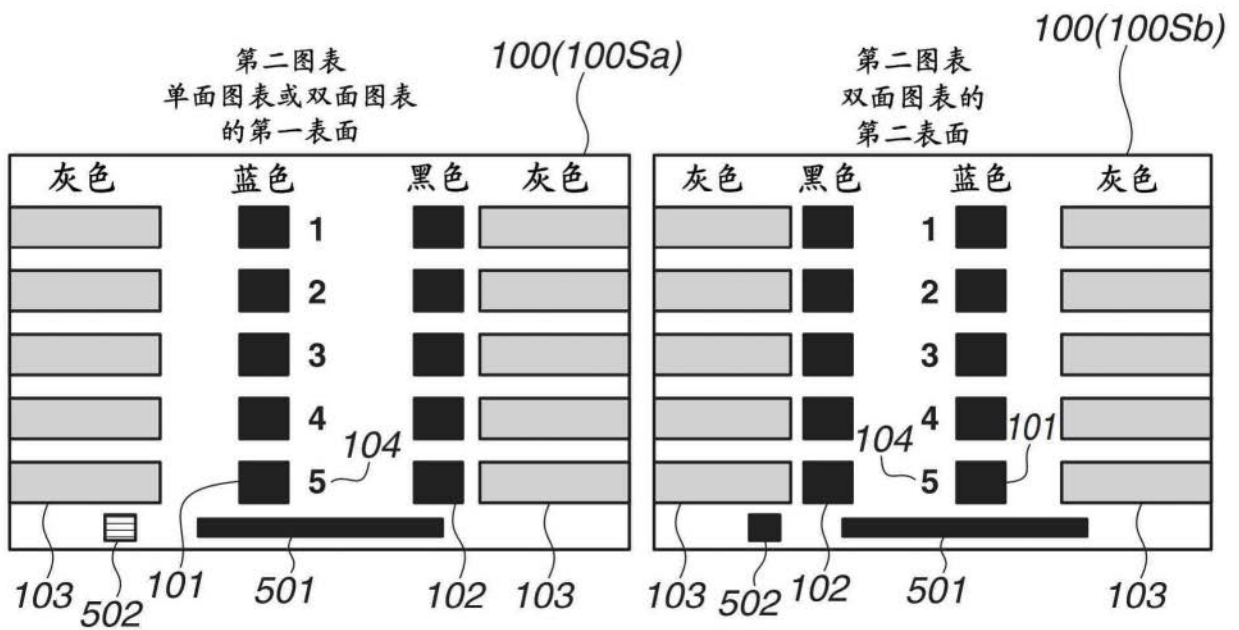 100(100Sa)
100(100Sb)
第二图表
单面图表或双面图表
的第一表面
第二图表
双面图表的
第二表面
灰色 蓝色 黑色 灰色
灰色 黑色 蓝色 灰色
1 1
2 2
3 3
4 4
104 104 101
5 5
103 502 101 501 102 103
103 502 102 501 103